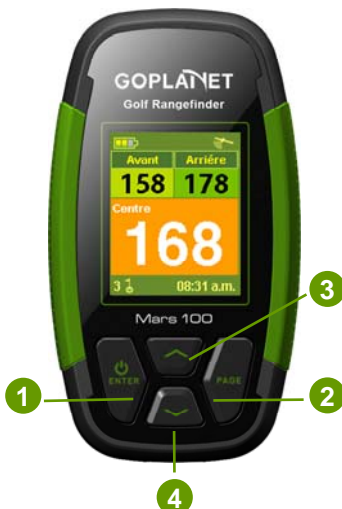 GOPLANET
Golf Rangefinder
Avant Arriére
158 178
Centre
168
3 08:31 a.m.
Mars 100
3
ENTER PAGE
1 2
4